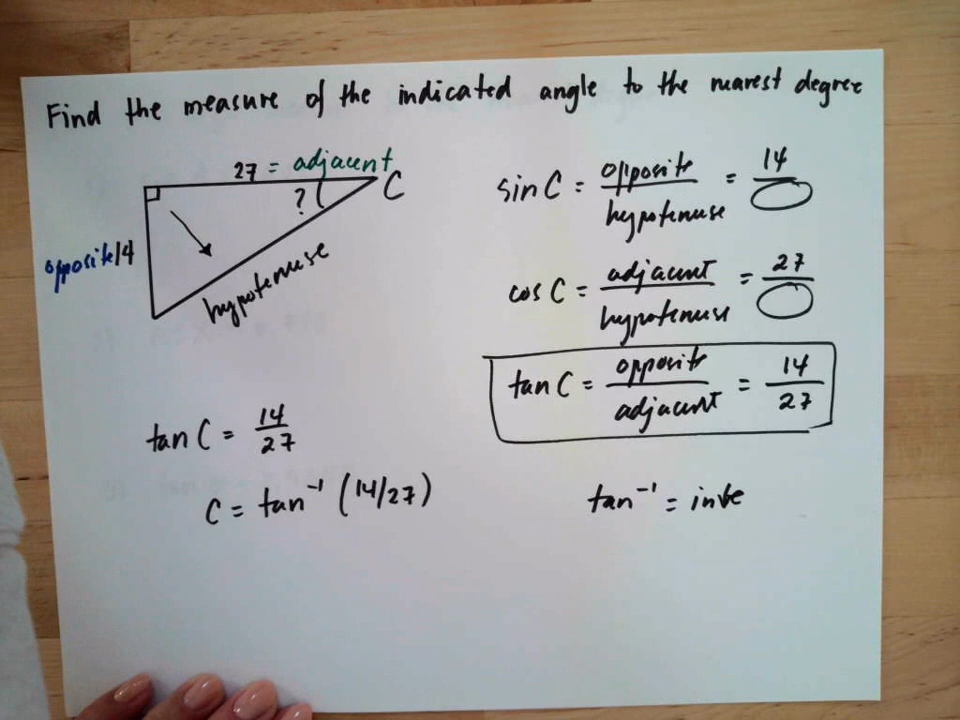 Find the measure of the indicated angle to the nearest degree
27 = adjacent
C
?
opposite 14
hypotenuse
sin C = opposite/hypotenuse = 14/
cos C = adjacent/hypotenuse = 27/
tan C = opposite/adjacent = 14/27
tan C = 14/27
C = tan⁻¹ (14/27)
tan⁻¹ = inve